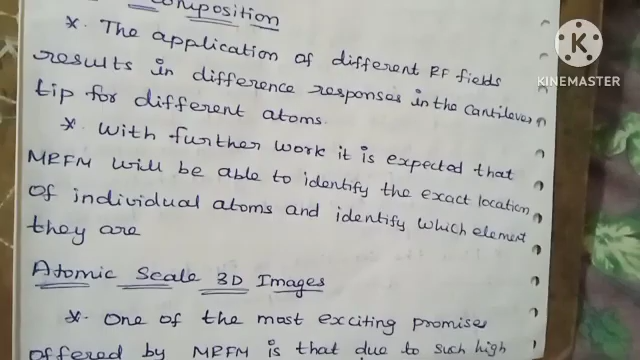 Composition
* The application of different RF fields
results in difference responses in the cantilever
tip for different atoms.
* with further work it is expected that
MRFM will be able to identify the exact location
of individual atoms and identify which element
they are
Atomic Scale 3D Images
* One of the most exciting promises
offered by MRFM is that due to such high
K
KINEMASTER